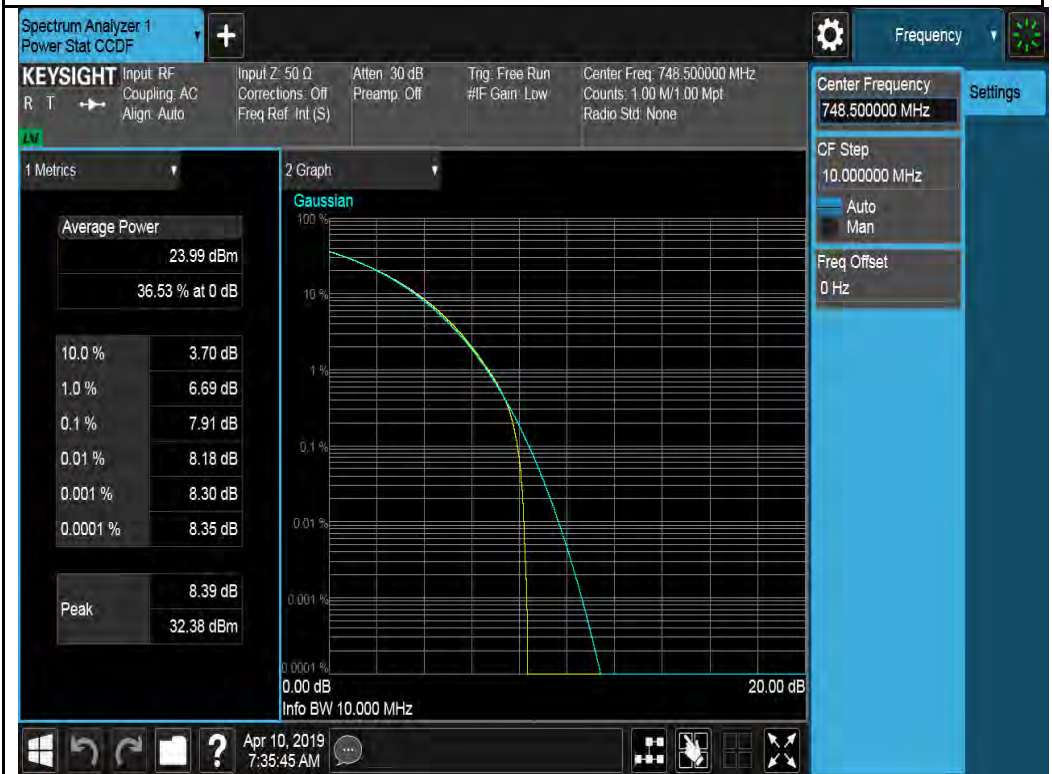 Spectrum Analyzer 1
Power Stat CCDF
+
Frequency
KEYSIGHT
R T
LNI
Input: RF
Coupling: AC
Align: Auto
Input Z: 50 Ω
Corrections: Off
Freq Ref: Int (S)
Atten: 30 dB
Preamp: Off
Trig: Free Run
#IF Gain: Low
Center Freq: 748.500000 MHz
Counts: 1.00 M/1.00 Mpt
Radio Std: None
Center Frequency
748.500000 MHz
Settings
CF Step
10.000000 MHz
Auto
Man
Freq Offset
0 Hz
1 Metrics
Average Power
23.99 dBm
36.53 % at 0 dB
10.0 % 3.70 dB
1.0 % 6.69 dB
0.1 % 7.91 dB
0.01 % 8.18 dB
0.001 % 8.30 dB
0.0001 % 8.35 dB
Peak
8.39 dB
32.38 dBm
2 Graph
Gaussian
100 %
10 %
1 %
0.1 %
0.01 %
0.001 %
0.0001 %
0.00 dB
20.00 dB
Info BW 10.000 MHz
?
Apr 10, 2019
7:35:45 AM